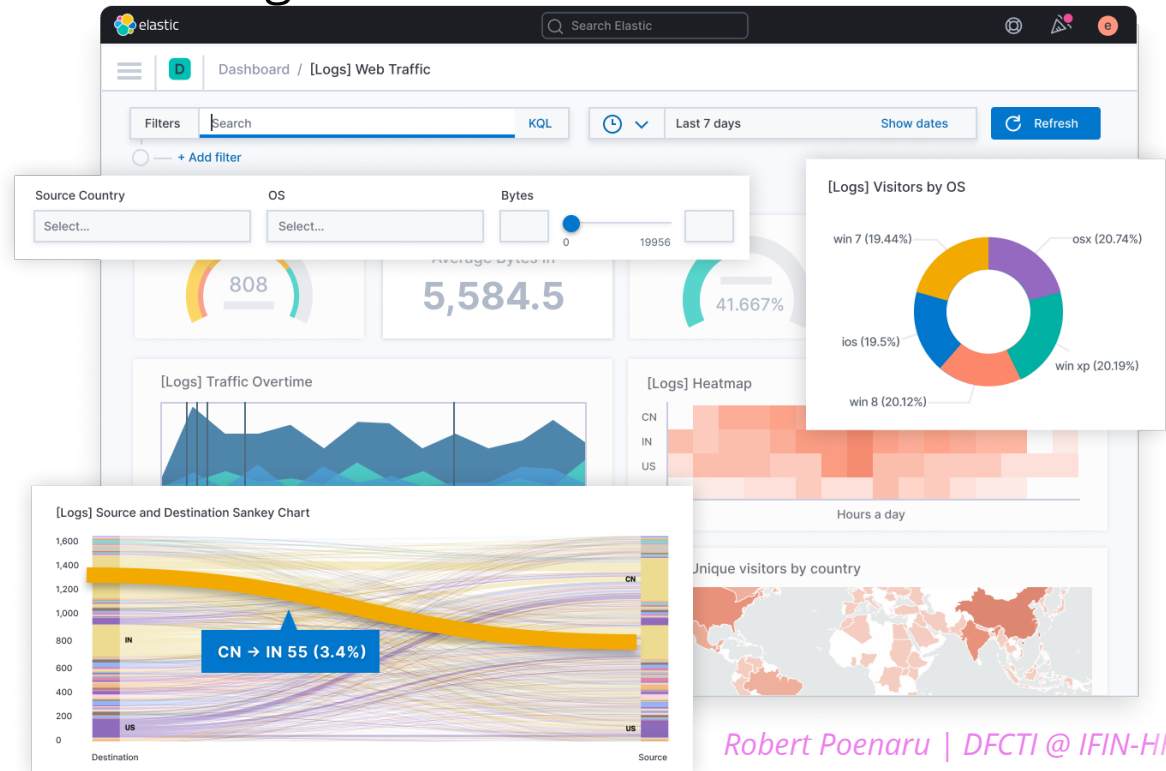 elastic
Search Elastic
e
D
Dashboard / [Logs] Web Traffic
Filters
Search
KQL
Last 7 days
Show dates
Refresh
+ Add filter
Source Country
OS
Bytes
Select...
Select...
0
19956
[Logs] Visitors by OS
win 7 (19.44%)
osx (20.74%)
ios (19.5%)
win xp (20.19%)
win 8 (20.12%)
808
Average Bytes In
5,584.5
41.667%
[Logs] Traffic Overtime
[Logs] Heatmap
CN
IN
US
Hours a day
[Logs] Source and Destination Sankey Chart
1,600
1,400
1,200
1,000
800
600
400
200
0
IN
US
CN
US
CN → IN 55 (3.4%)
Destination
Source
Unique visitors by country
Robert Poenaru | DFCTI @ IFIN-H